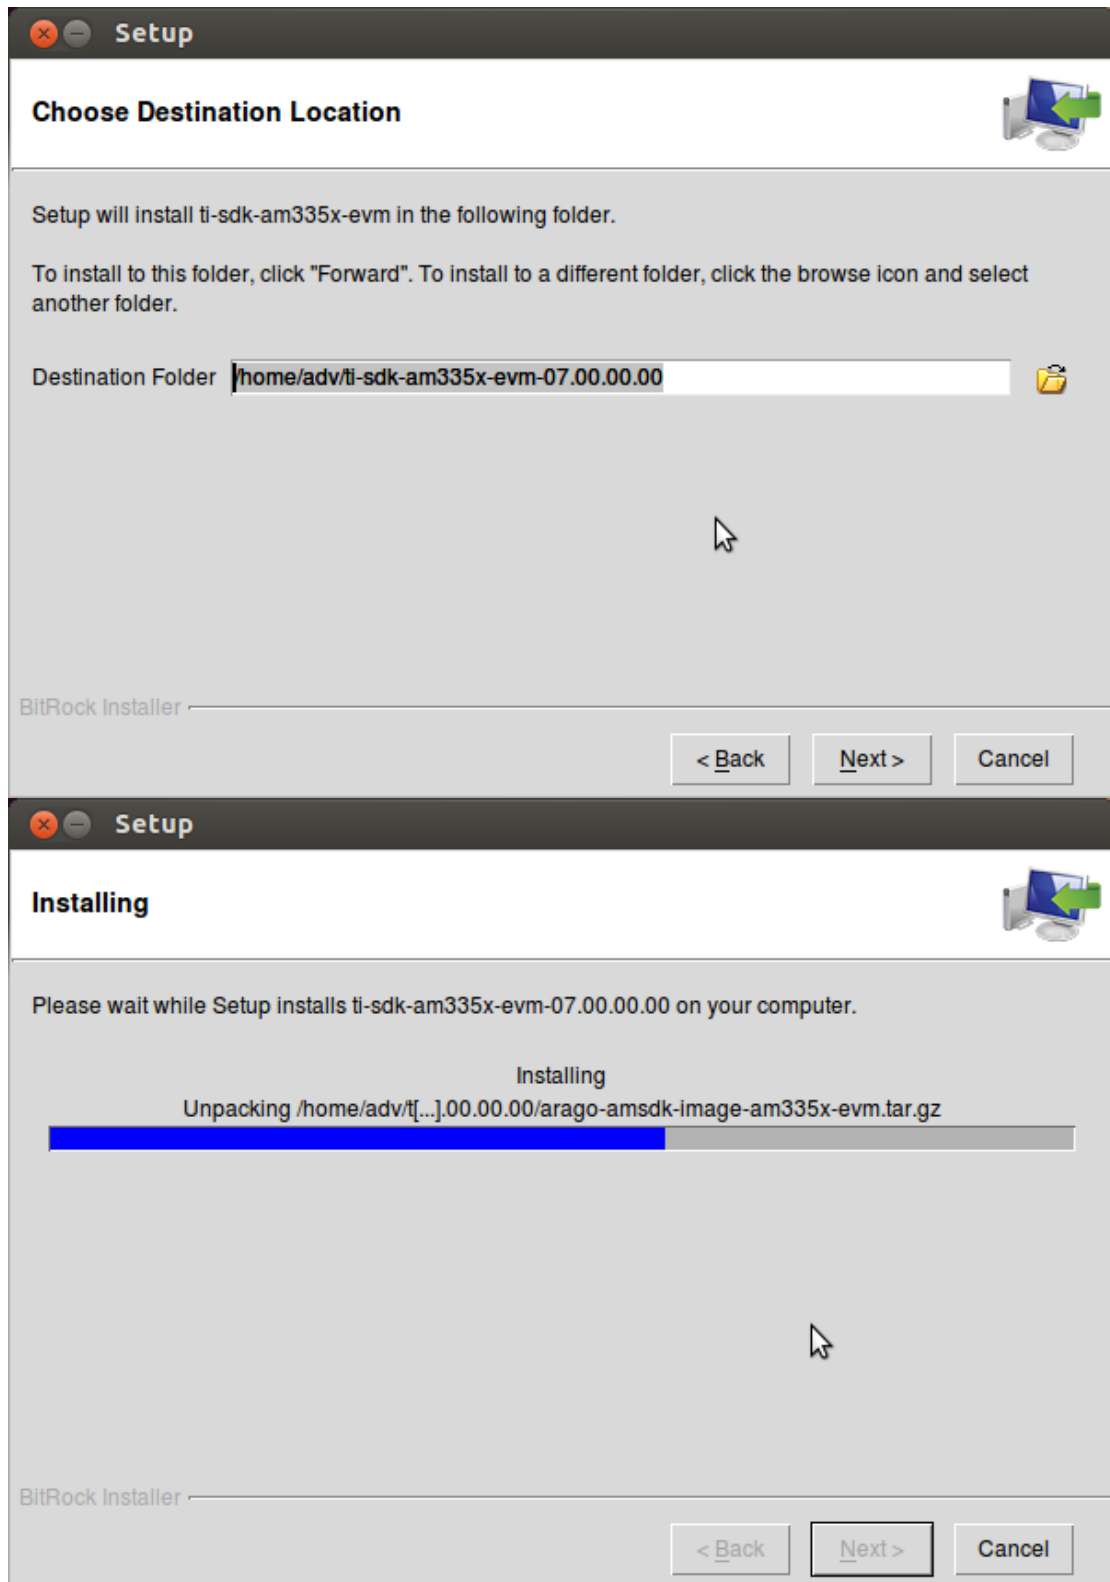 Setup
Choose Destination Location
Setup will install ti-sdk-am335x-evm in the following folder.
To install to this folder, click "Forward". To install to a different folder, click the browse icon and select
another folder.
Destination Folder /home/adv/ti-sdk-am335x-evm-07.00.00.00
BitRock Installer
< Back Next > Cancel
Setup
Installing
Please wait while Setup installs ti-sdk-am335x-evm-07.00.00.00 on your computer.
Installing
Unpacking /home/adv/t[...].00.00.00/arago-amsdk-image-am335x-evm.tar.gz
BitRock Installer
< Back Next > Cancel